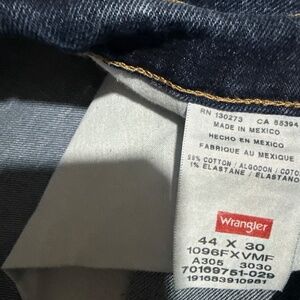 RN 130273 CA 55394
MADE IN MEXICO
HECHO EN MEXICO
FABRIQUE AU MEXIQUE
99% COTTON / ALGODON / COTO
1% ELASTANE / ELASTANO
Wrangler
44 X 30
1096FXVMF
A305 3030
70169751-029
191683910981